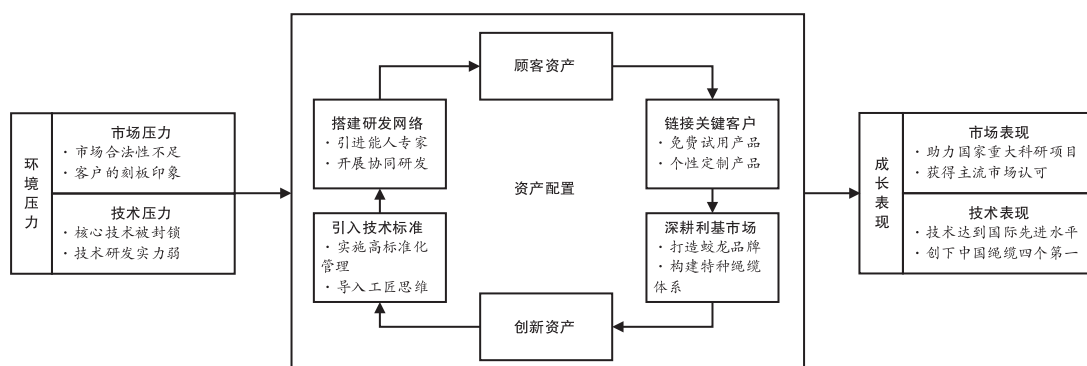 环境压力
市场压力
· 市场合法性不足
· 客户的刻板印象
技术压力
· 核心技术被封锁
· 技术研发实力弱
顾客资产
搭建研发网络
· 引进能人专家
· 开展协同研发
链接关键客户
· 免费试用产品
· 个性定制产品
资产配置
引入技术标准
· 实施高标准化
管理
· 导入工匠思维
深耕利基市场
· 打造蛟龙品牌
· 构建特种绳缆
体系
创新资产
成长表现
市场表现
· 助力国家重大科研项目
· 获得主流市场认可
技术表现
· 技术达到国际先进水平
· 创下中国绳缆四个第一